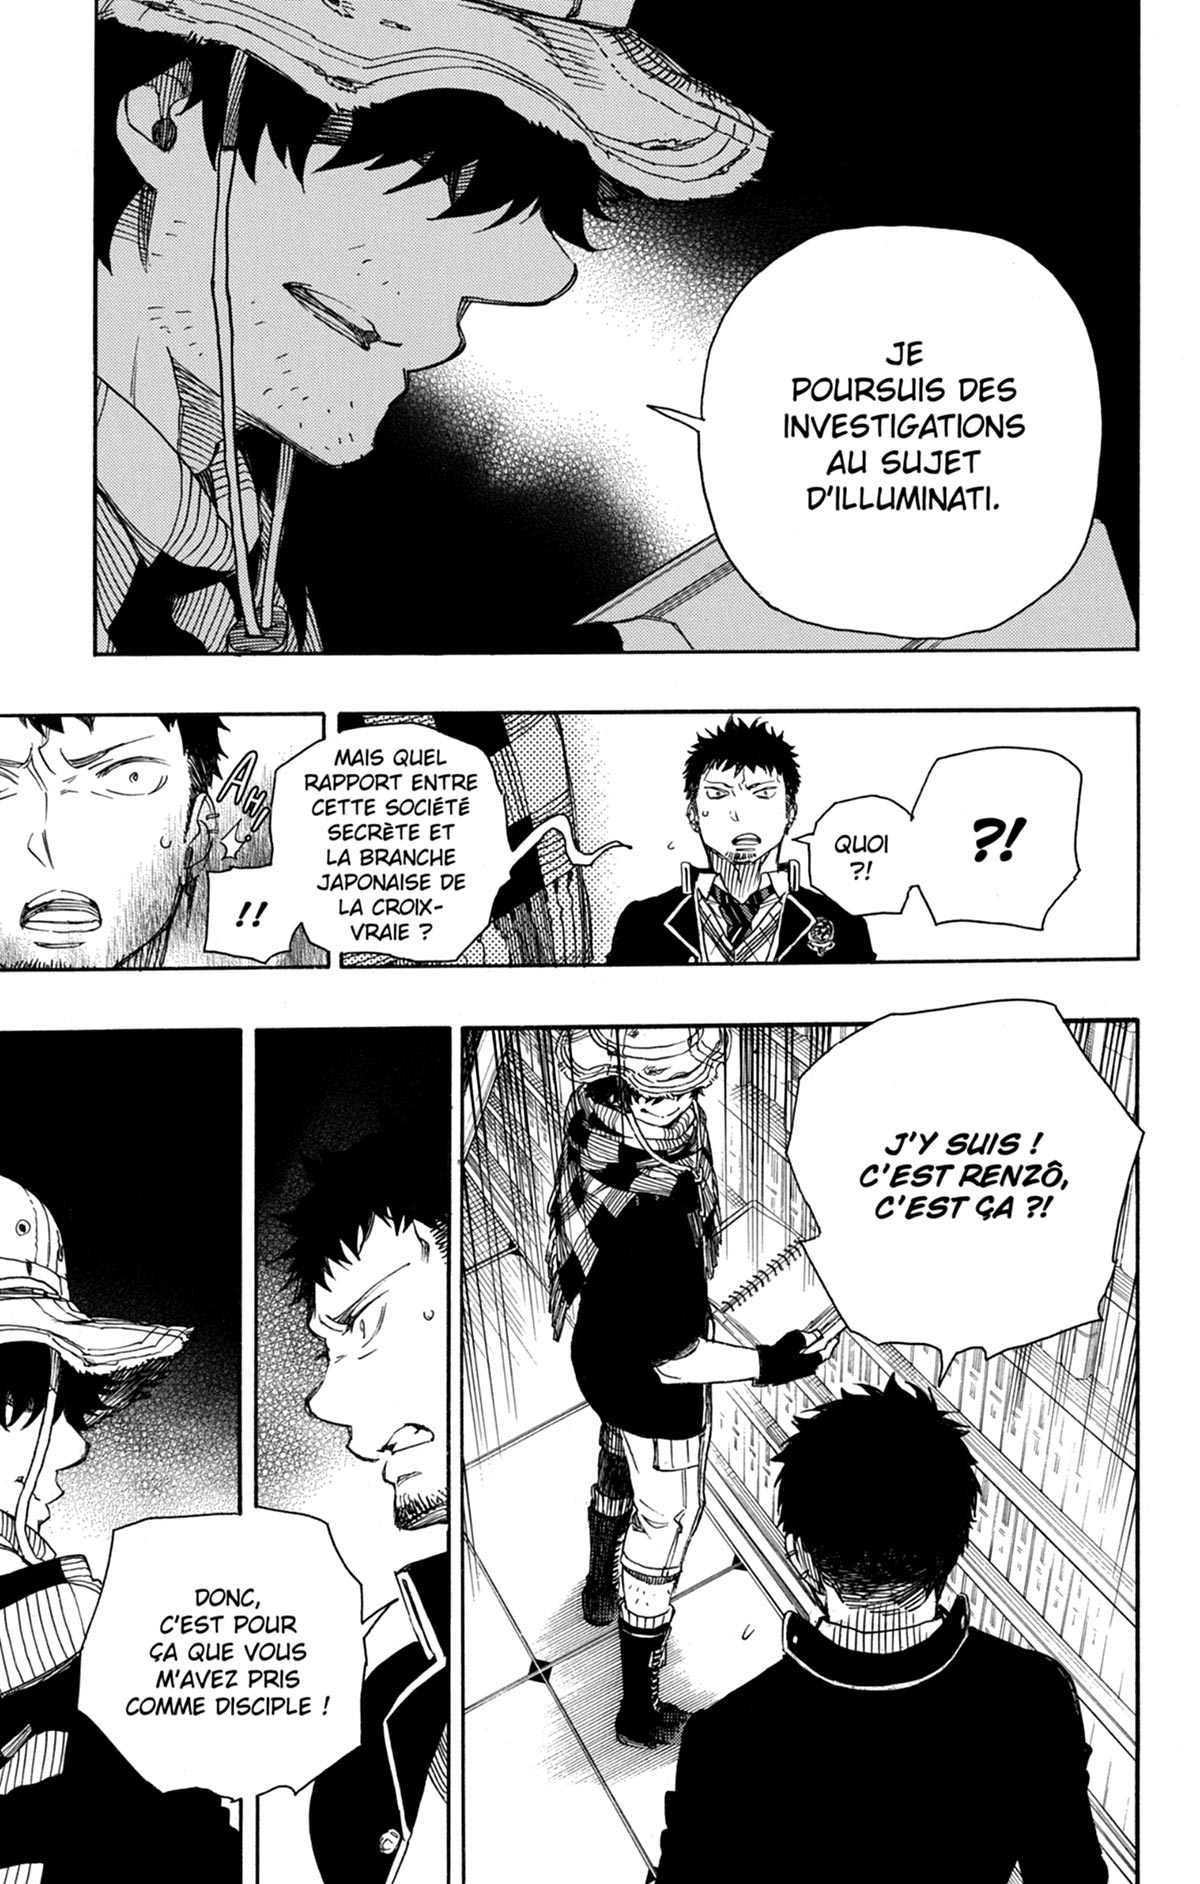 JE
POURSUIS DES
INVESTIGATIONS
AU SUJET
D'ILLUMINATI.
?!
QUOI
?!
MAIS QUEL
RAPPORT ENTRE
CETTE SOCIÉTÉ
SECRÈTE ET
LA BRANCHE
JAPONAISE DE
LA CROIX-
VRAIE ?
AH!
!!
J'Y SUIS !
C'EST RENZÔ,
C'EST ÇA ?!
DONC,
C'EST POUR
ÇA QUE VOUS
M'AVEZ PRIS
COMME DISCIPLE !